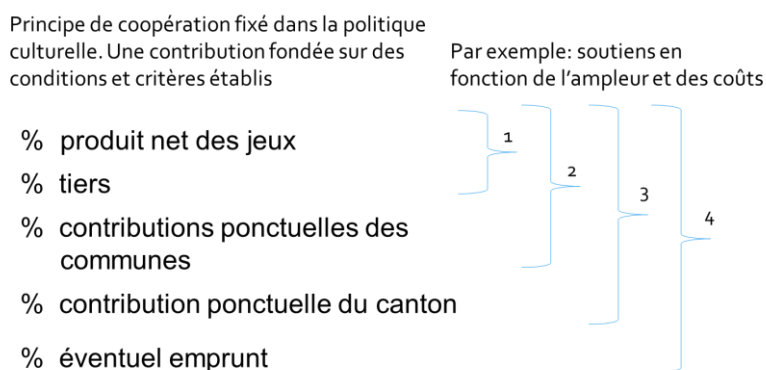 Principe de coopération fixé dans la politique
culturelle. Une contribution fondée sur des
conditions et critères établis
Par exemple: soutiens en
fonction de l'ampleur et des coûts
% produit net des jeux
% tiers
% contributions ponctuelles des
communes
% contribution ponctuelle du canton
% éventuel emprunt
1
2
3
4